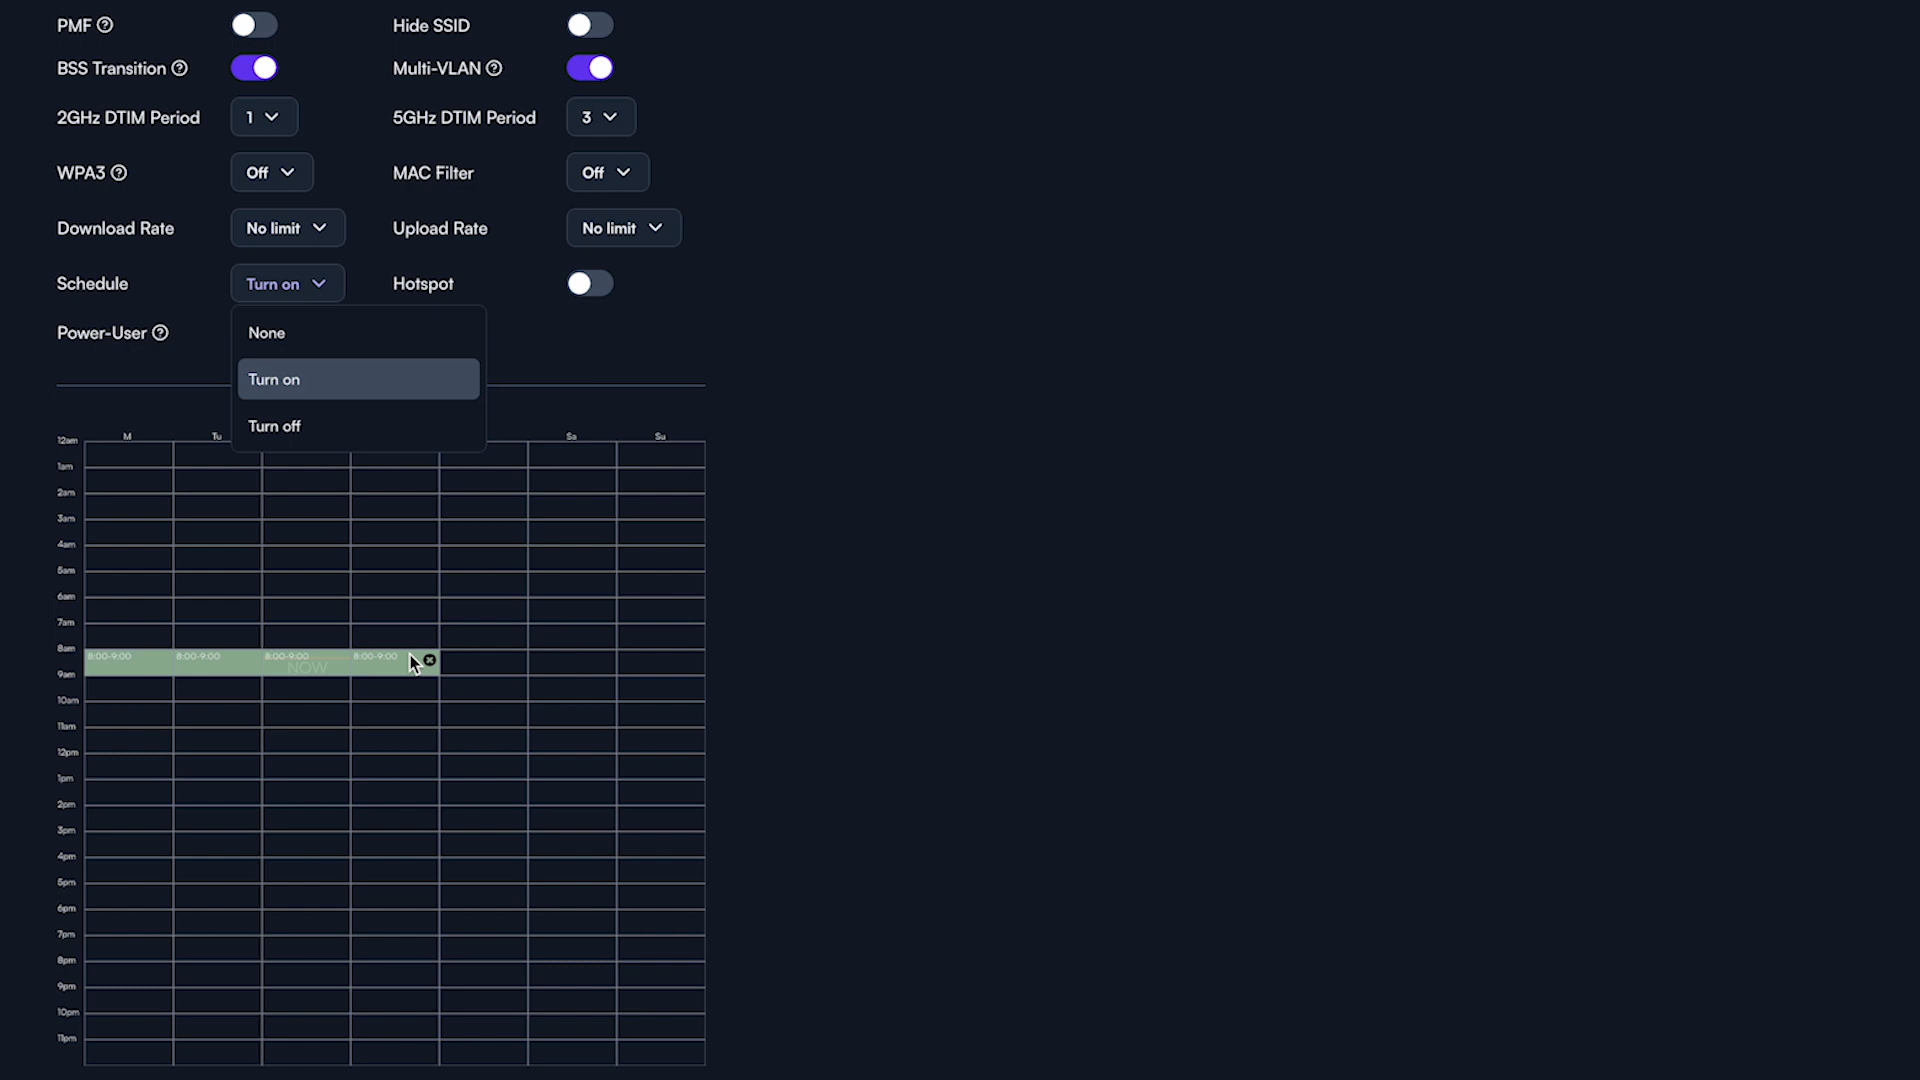 PMF
Hide SSID
BSS Transition
Multi-VLAN
2GHz DTIM Period
1
5GHz DTIM Period
3
WPA3
Off
MAC Filter
Off
Download Rate
No limit
Upload Rate
No limit
Schedule
Turn on
Hotspot
Power-User
None
Turn on
Turn off
M
Tu
Sa
Su
12am
1am
2am
3am
4am
5am
6am
7am
8am
8:00-9:00
8:00-9:00
8:00-9:00
8:00-9:00
NOW
9am
10am
11am
12pm
1pm
2pm
3pm
4pm
5pm
6pm
7pm
8pm
9pm
10pm
11pm